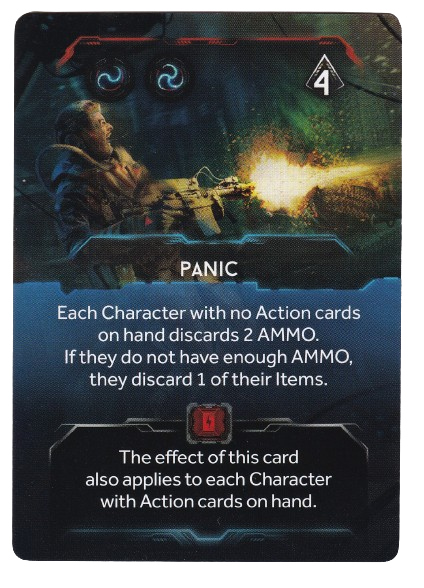 4
PANIC
Each Character with no Action cards
on hand discards 2 AMMO.
If they do not have enough AMMO,
they discard 1 of their Items.
The effect of this card
also applies to each Character
with Action cards on hand.